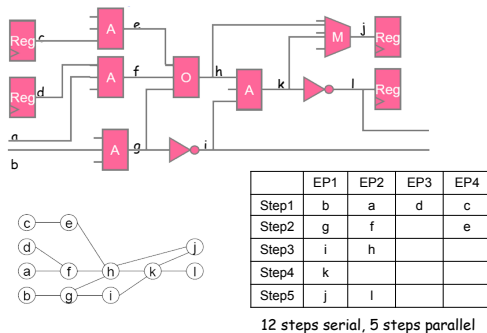 Reg c A e M j Reg
Reg d A f O h A k l Reg
a
b A g i
c e
d j
a f h k l
b g i
EP1 EP2 EP3 EP4
Step1 b a d c
Step2 g f e
Step3 i h
Step4 k
Step5 j l
12 steps serial, 5 steps parallel